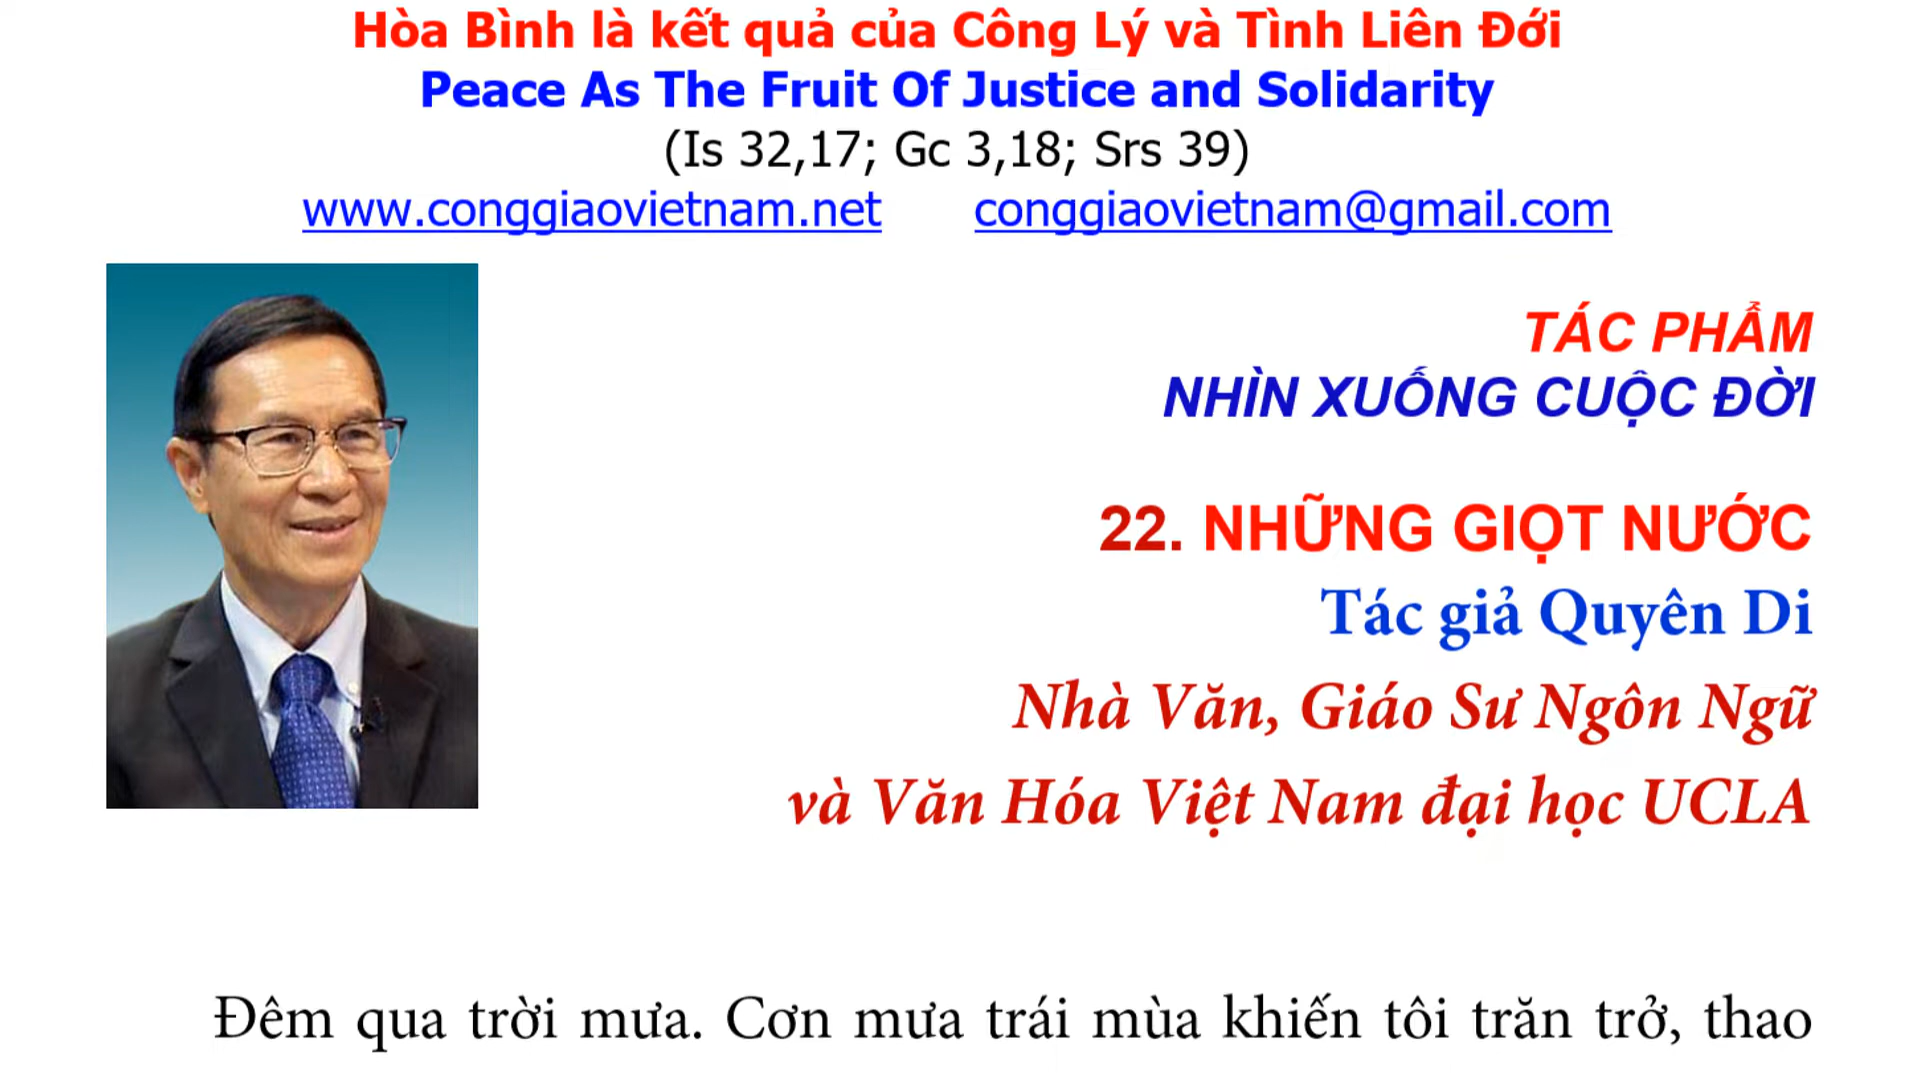 Hòa Bình là kết quả của Công Lý và Tình Liên Đới
Peace As The Fruit Of Justice and Solidarity
(Is 32,17; Gc 3,18; Srs 39)
www.conggiaovietnam.net conggiaovietnam@gmail.com
TÁC PHẨM
NHÌN XUỐNG CUỘC ĐỜI
22. NHỮNG GIỌT NƯỚC
Tác giả Quyên Di
Nhà Văn, Giáo Sư Ngôn Ngữ
và Văn Hóa Việt Nam đại học UCLA
Đêm qua trời mưa. Cơn mưa trái mùa khiến tôi trăn trở, thao